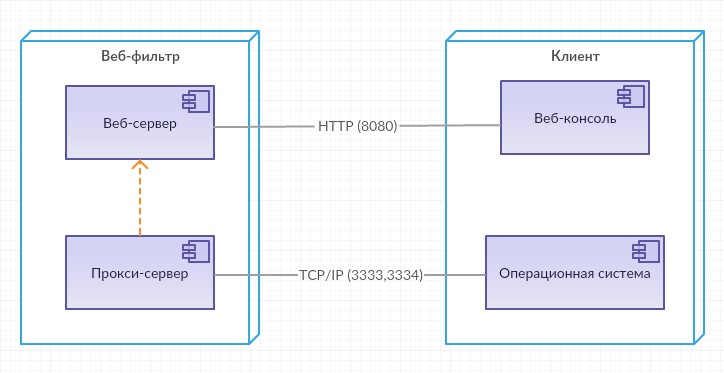 Веб-фильтр
Клиент
Веб-сервер
HTTP (8080)
Веб-консоль
Прокси-сервер
TCP/IP (3333,3334)
Операционная система